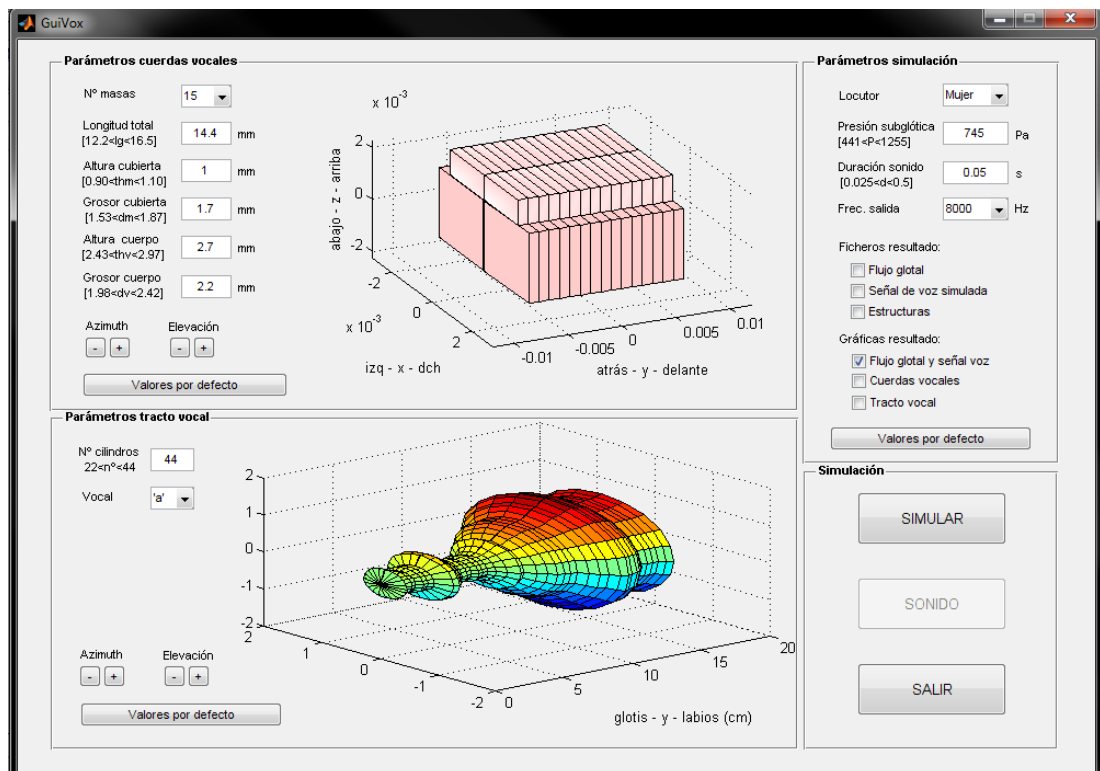 GuiVox
Parámetros cuerdas vocales
Nº masas
15
Longitud total
[12.2<lg<16.5]
14.4
mm
Altura cubierta
[0.90<thm<1.10]
1
mm
Grosor cubierta
[1.53<dm<1.87]
1.7
mm
Altura cuerpo
[2.43<thv<2.97]
2.7
mm
Grosor cuerpo
[1.98<dv<2.42]
2.2
mm
Azimuth
Elevación
- +
- +
Valores por defecto
x 10⁻³
2
0
-2
abajo - z - arriba
-2
0
2
x 10⁻³
izq - x - dch
-0.01
-0.005
0
0.005
0.01
atrás - y - delante
Parámetros simulación
Locutor
Mujer
Presión subglótica
[441<P<1255]
745
Pa
Duración sonido
[0.025<d<0.5]
0.05
s
Frec. salida
8000
Hz
Ficheros resultado:
Flujo glotal
Señal de voz simulada
Estructuras
Gráficas resultado:
Flujo glotal y señal voz
Cuerdas vocales
Tracto vocal
Valores por defecto
Parámetros tracto vocal
Nº cilindros
22<nº<44
44
Vocal
'a'
Azimuth
Elevación
- +
- +
Valores por defecto
2
1
0
-1
-2
2
1
0
-1
-2
0
5
10
15
20
glotis - y - labios (cm)
Simulación
SIMULAR
SONIDO
SALIR